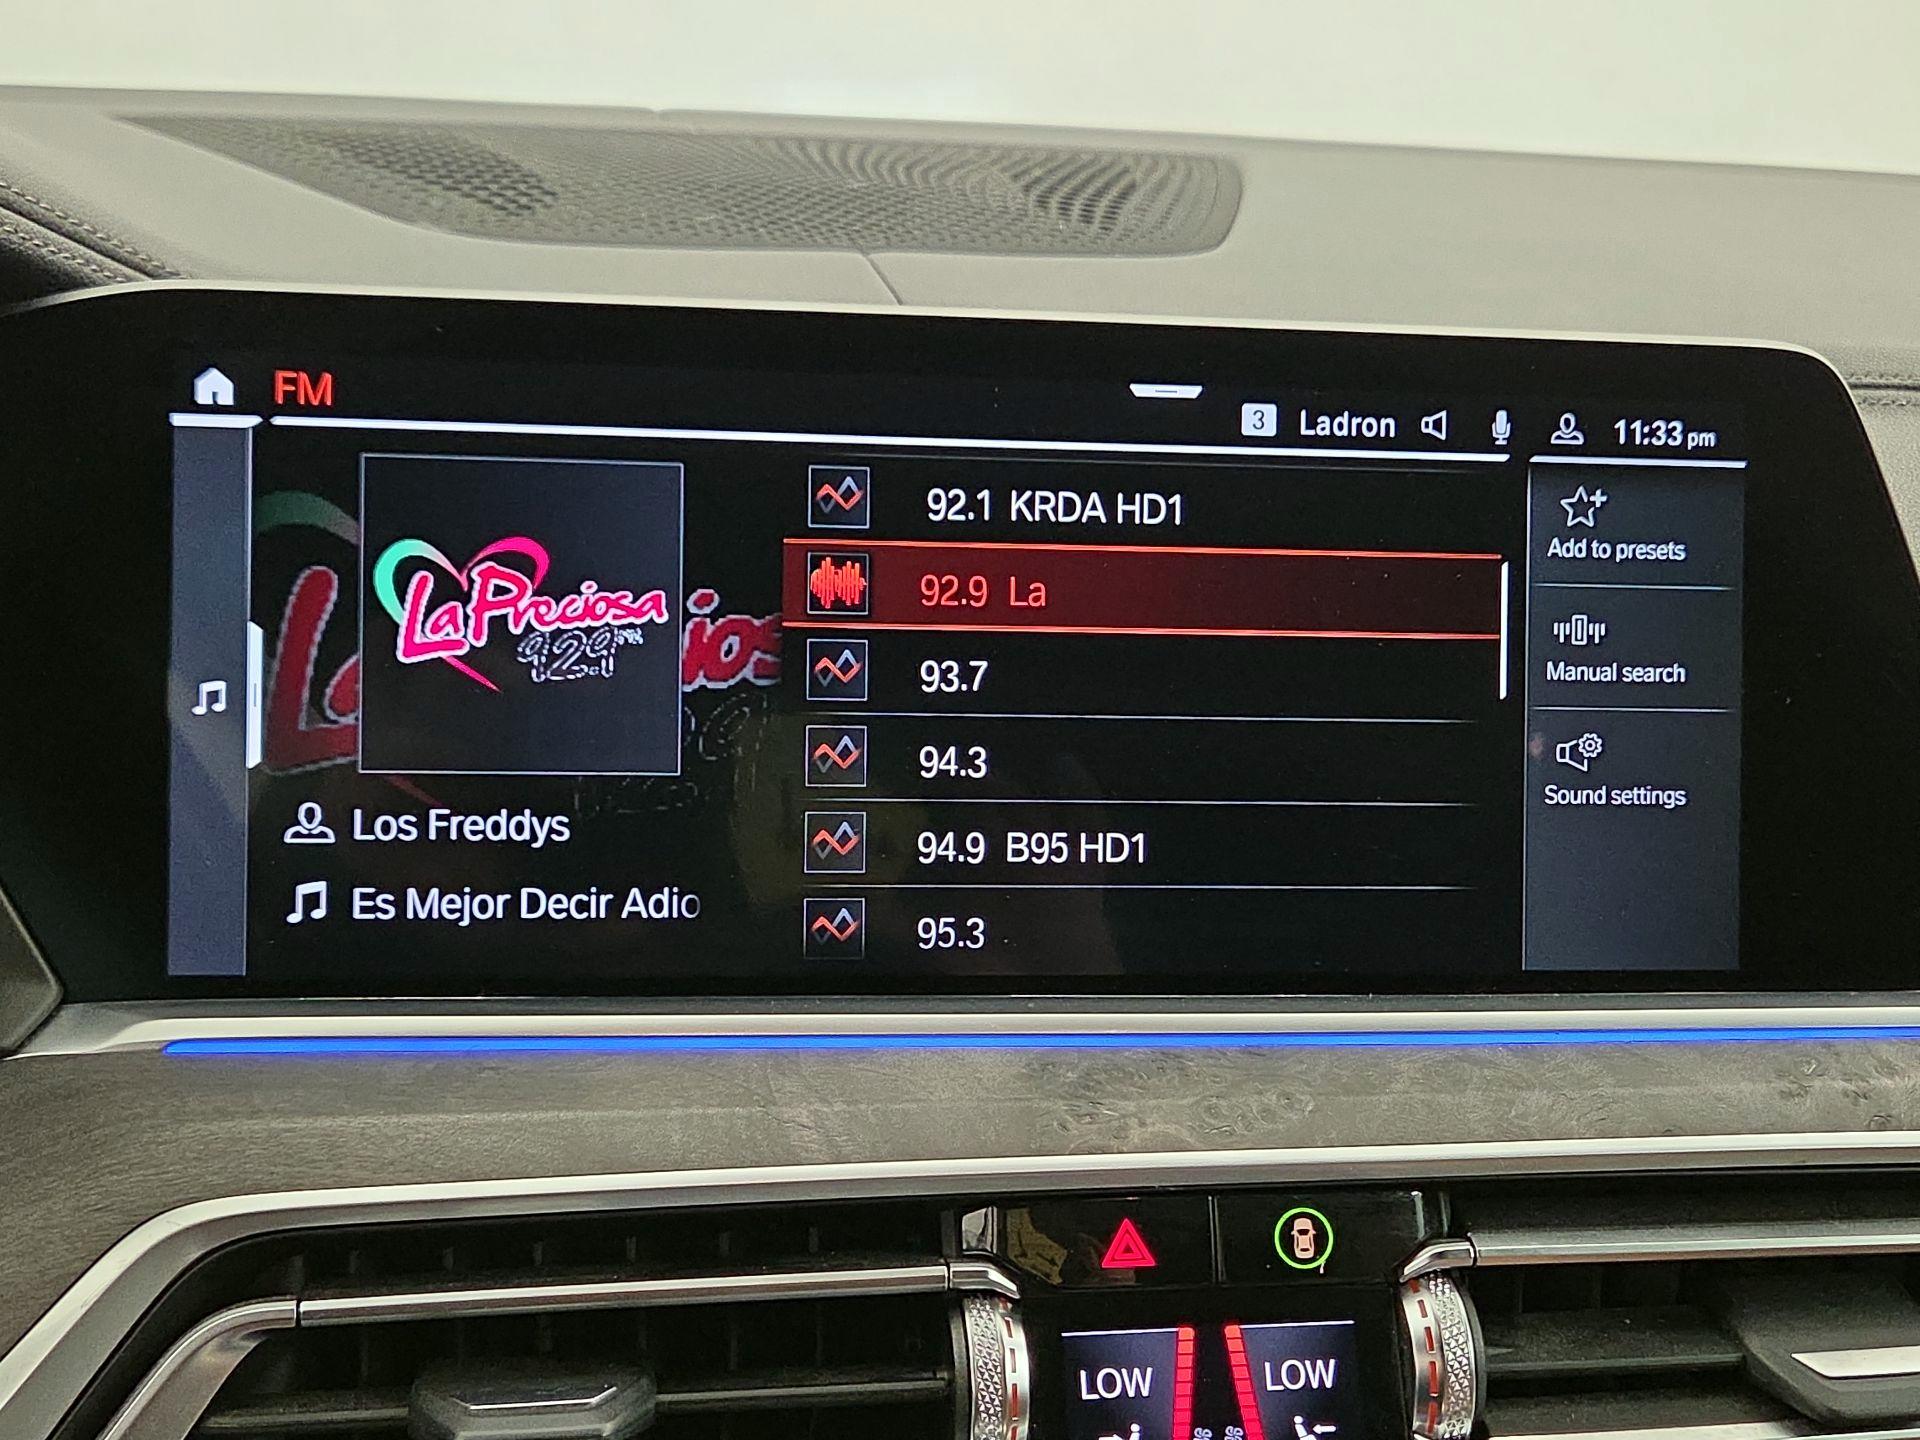 FM
3 Ladron 11:33 pm
La Preciosa
92.9 FM
Los Freddys
Es Mejor Decir Adio
92.1 KRDA HD1
92.9 La
93.7
94.3
94.9 B95 HD1
95.3
Add to presets
Manual search
Sound settings
LOW LOW